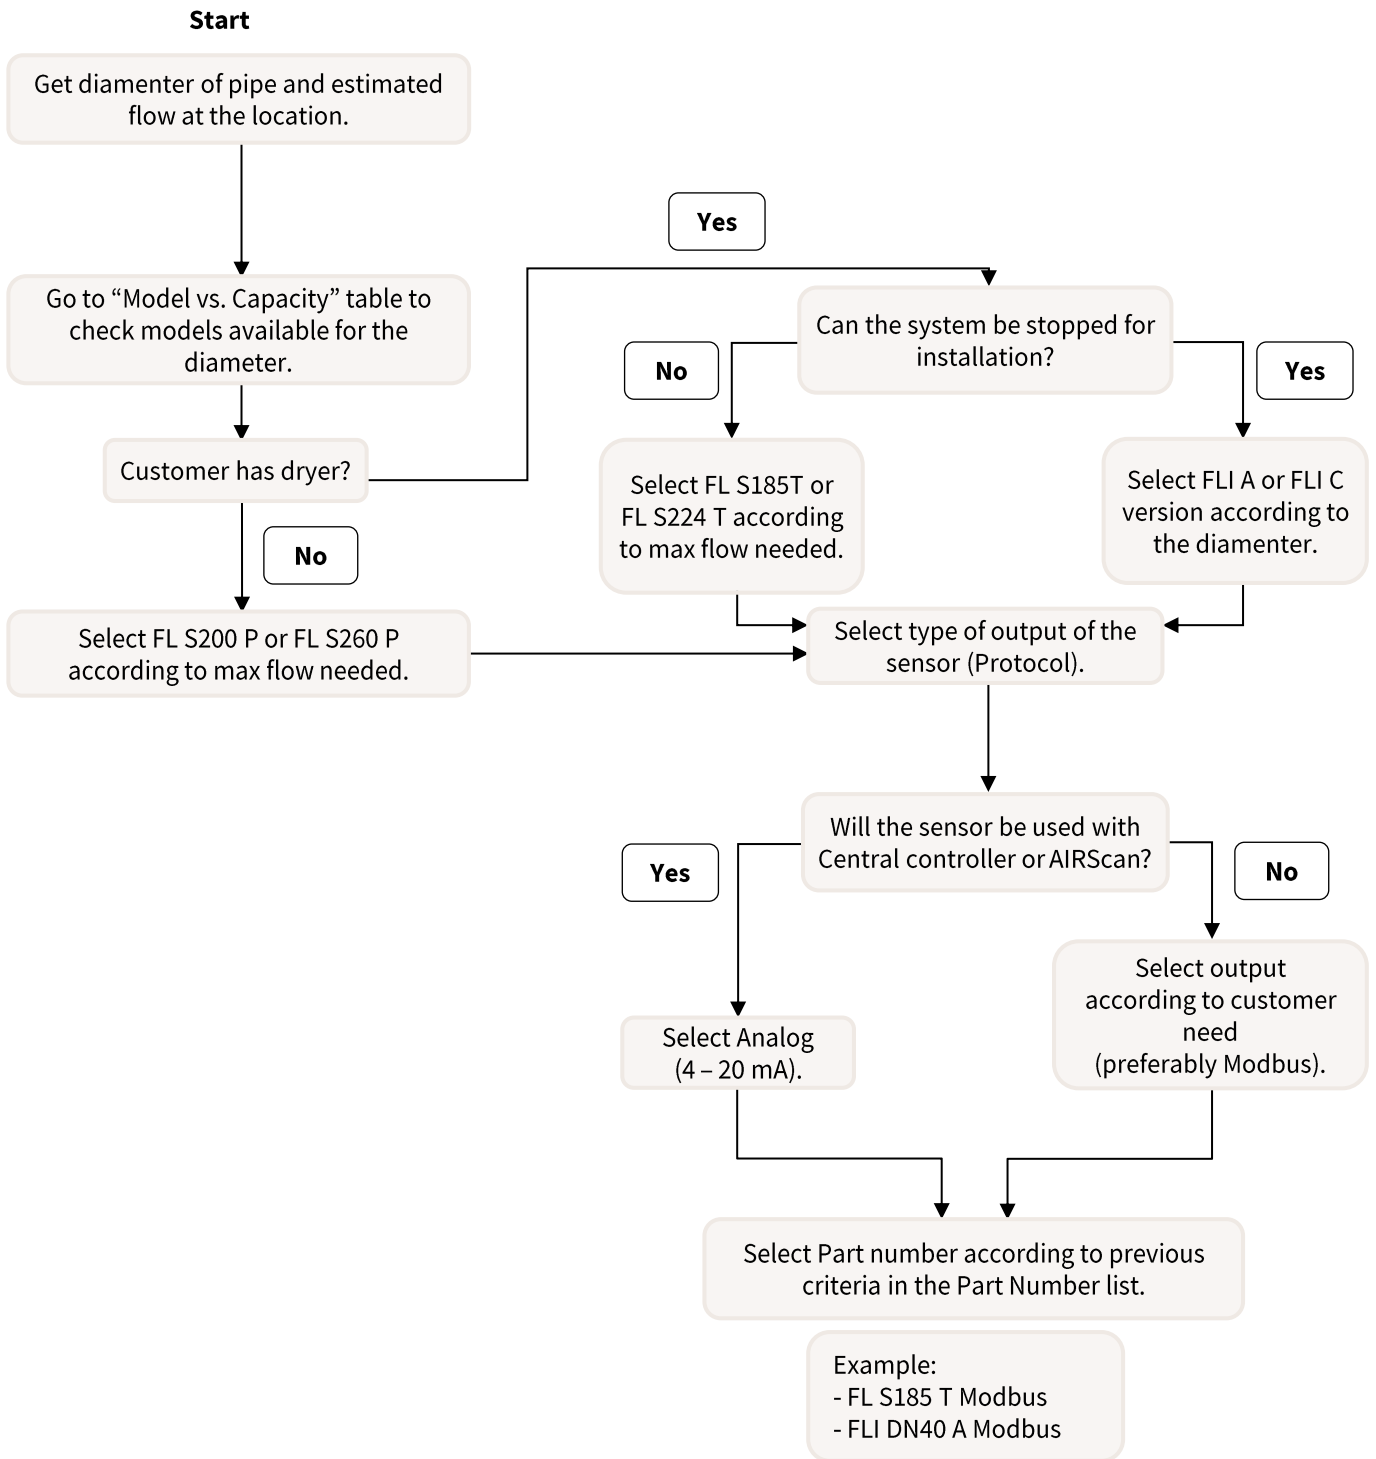 Start
Get diamenter of pipe and estimated
flow at the location.
Go to “Model vs. Capacity” table to
check models available for the
diameter.
Customer has dryer?
Yes
Can the system be stopped for
installation?
No
Yes
Select FL S185T or
FL S224 T according
to max flow needed.
Select FLI A or FLI C
version according to
the diamenter.
No
Select FL S200 P or FL S260 P
according to max flow needed.
Select type of output of the
sensor (Protocol).
Will the sensor be used with
Central controller or AIRScan?
Yes
No
Select Analog
(4 – 20 mA).
Select output
according to customer
need
(preferably Modbus).
Select Part number according to previous
criteria in the Part Number list.
Example:
- FL S185 T Modbus
- FLI DN40 A Modbus